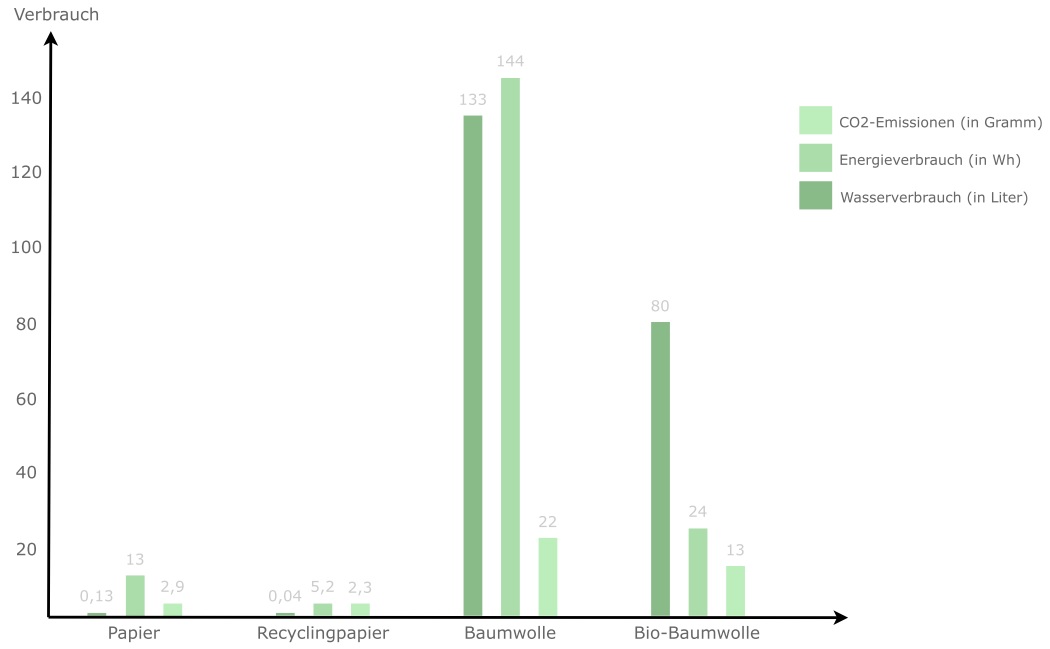 Verbrauch
144
140
133
CO2-Emissionen (in Gramm)
Energieverbrauch (in Wh)
120
Wasserverbrauch (in Liter)
100
80
80
60
40
22
24
20
13
13
0,13
2,9
0,04
5,2
2,3
Papier
Recyclingpapier
Baumwolle
Bio-Baumwolle